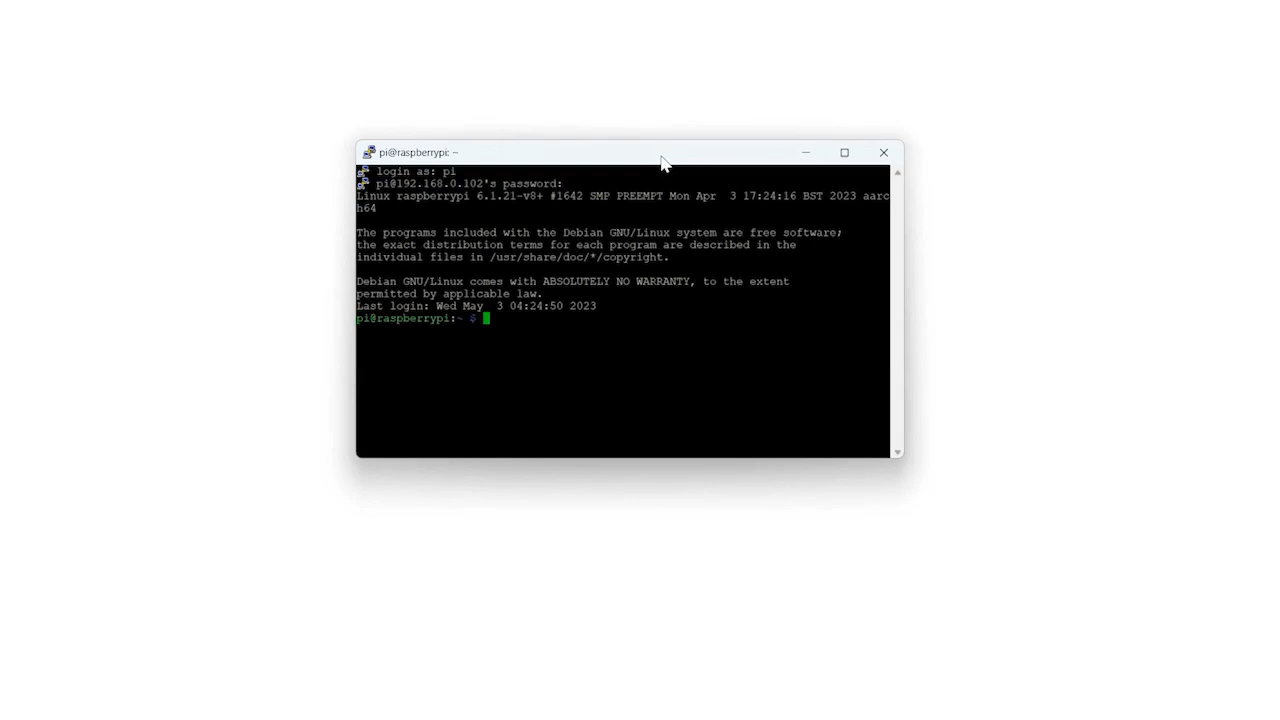 pi@raspberrypi: ~
login as: pi
pi@192.168.0.102's password:
Linux raspberrypi 6.1.21-v8+ #1642 SMP PREEMPT Mon Apr  3 17:24:16 BST 2023 aarc
h64
The programs included with the Debian GNU/Linux system are free software;
the exact distribution terms for each program are described in the
individual files in /usr/share/doc/*/copyright.
Debian GNU/Linux comes with ABSOLUTELY NO WARRANTY, to the extent
permitted by applicable law.
Last login: Wed May  3 04:24:50 2023
pi@raspberrypi:~ $